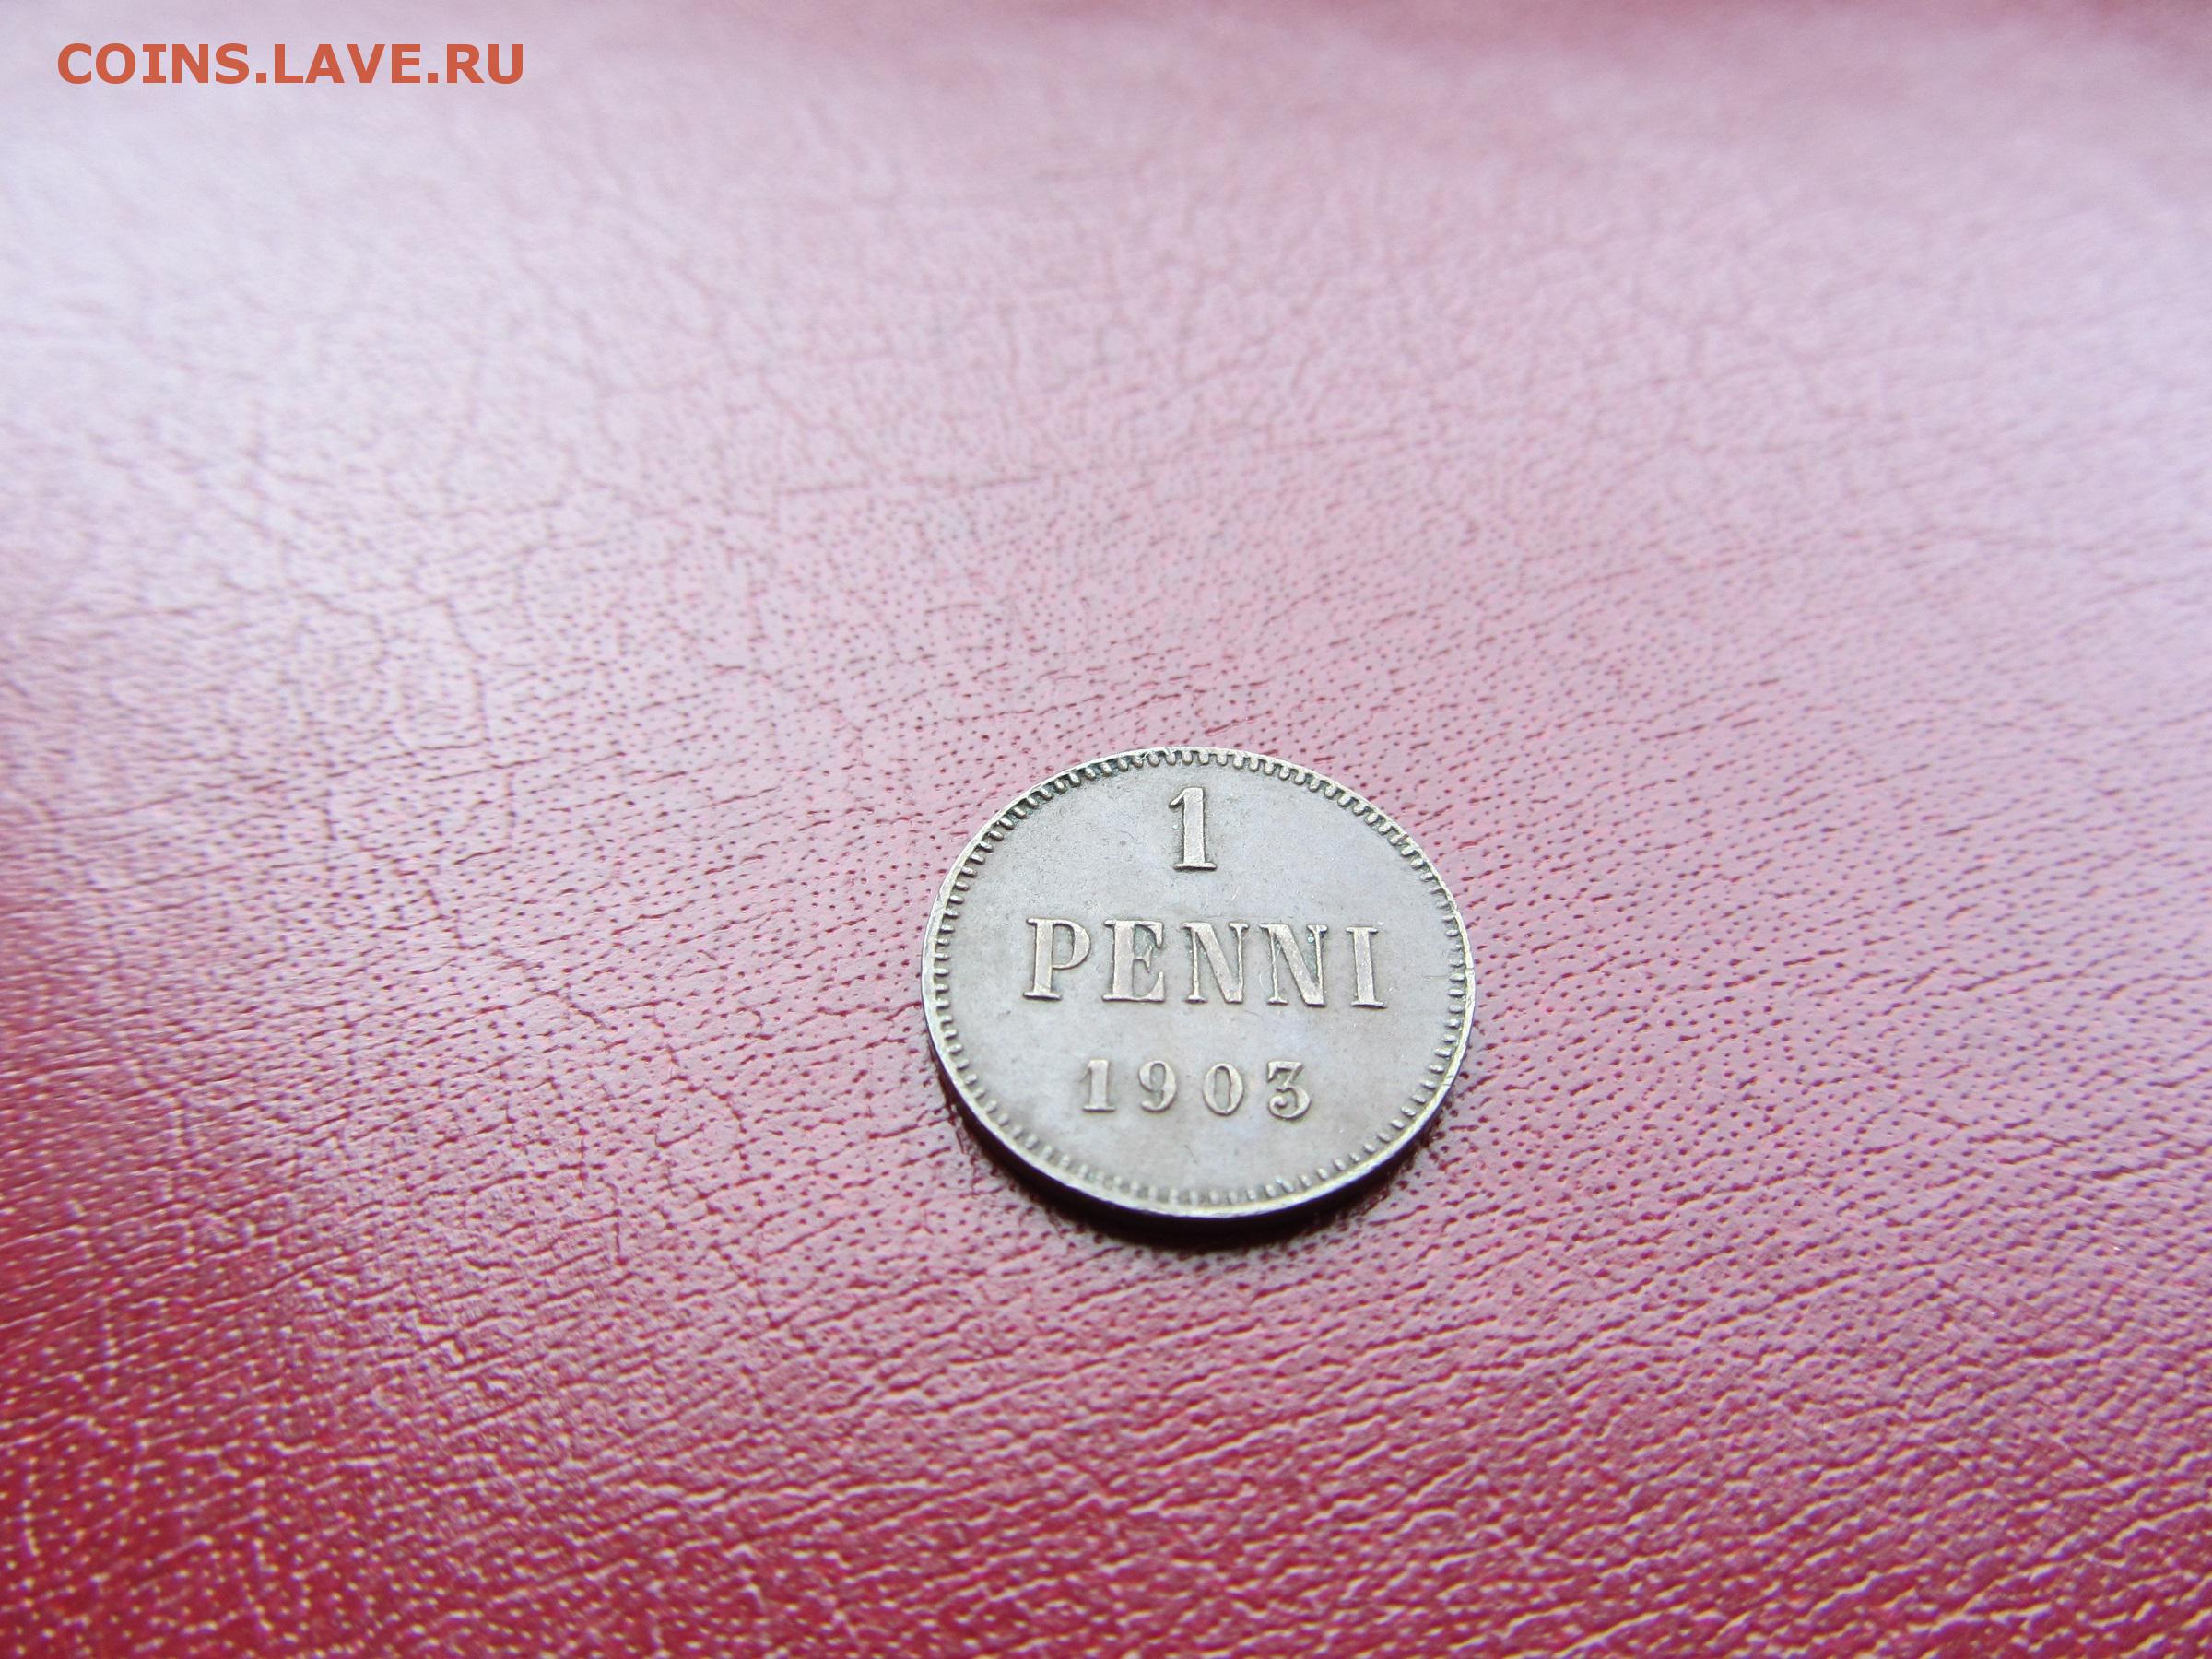 COINS.LAVE.RU
1
PENNI
1903